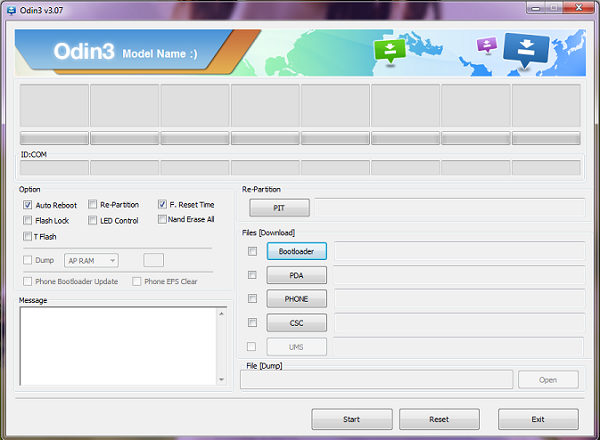 Odin3 v3.07
Odin3 Model Name :)
ID:COM
Option
Auto Reboot Re-Partition F. Reset Time
Flash Lock LED Control Nand Erase All
T Flash
Dump AP RAM
Phone Bootloader Update Phone EFS Clear
Message
Re-Partition
PIT
Files [Download]
Bootloader
PDA
PHONE
CSC
UMS
File [Dump]
Open
Start Reset Exit